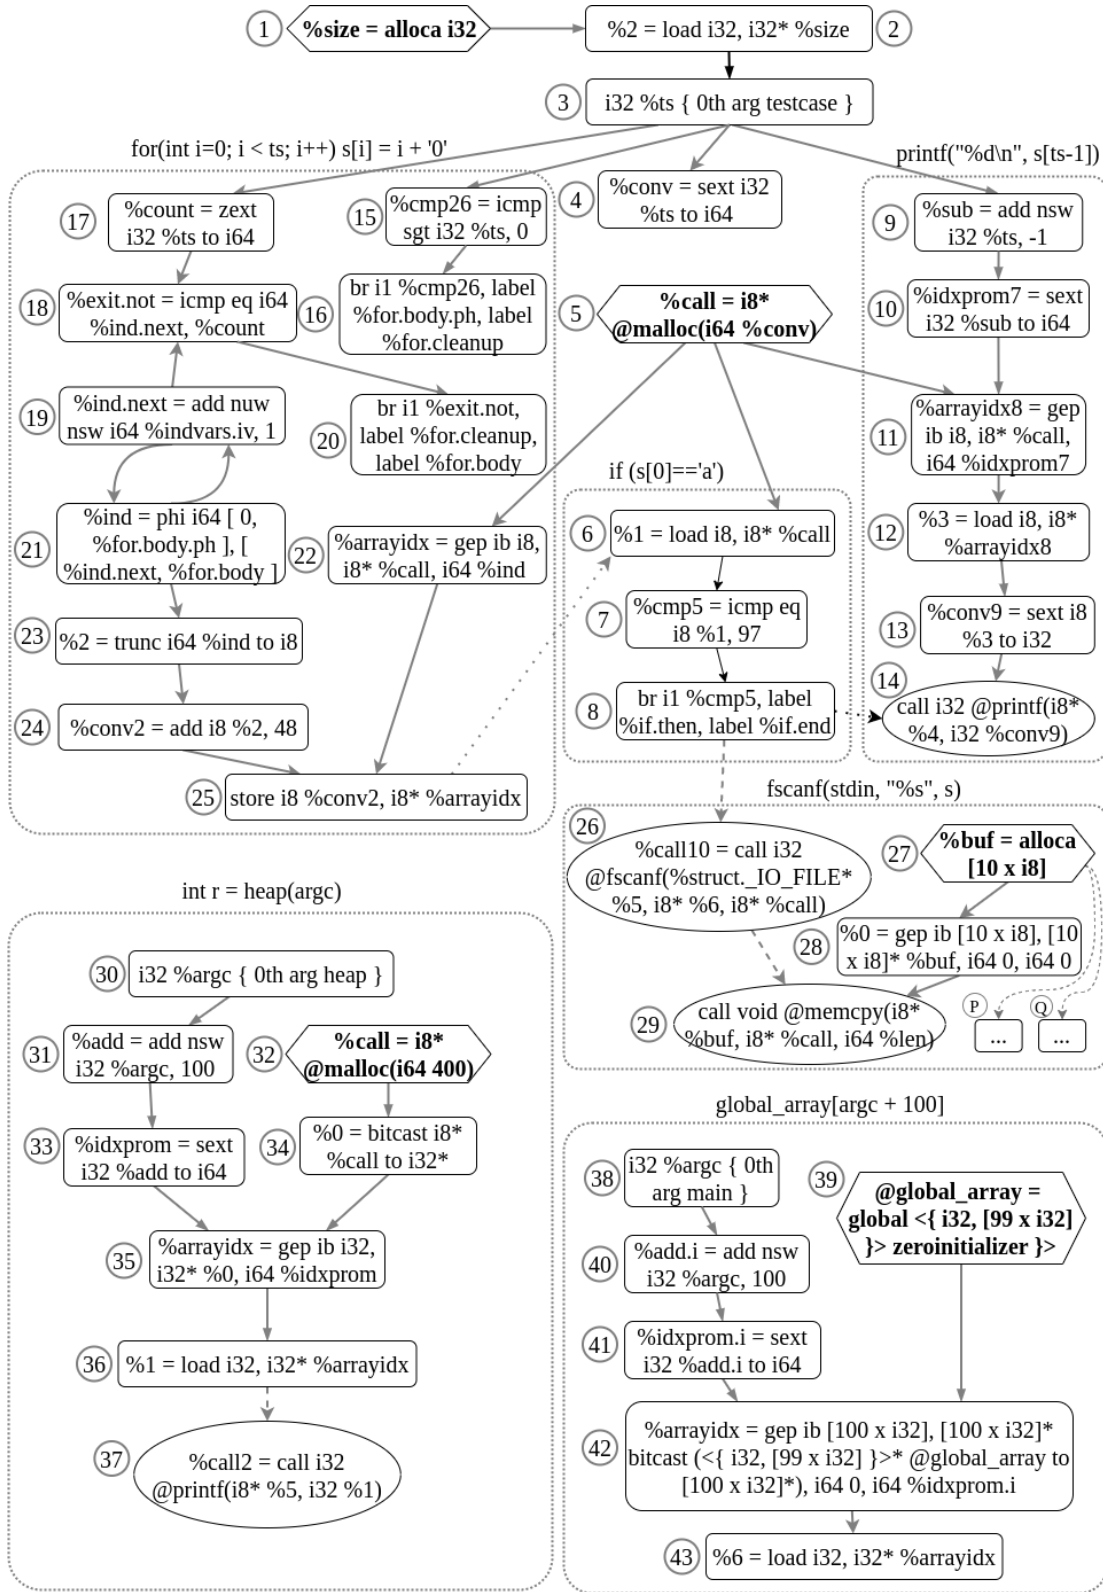 1
%size = alloca i32
%2 = load i32, i32* %size
2
3
i32 %ts { 0th arg testcase }
for(int i=0; i < ts; i++) s[i] = i + '0'
printf("%d\n", s[ts-1])
17
%count = zext
i32 %ts to i64
15
%cmp26 = icmp
sgt i32 %ts, 0
4
%conv = sext i32
%ts to i64
9
%sub = add nsw
i32 %ts, -1
18
%exit.not = icmp eq i64
%ind.next, %count
16
br i1 %cmp26, label
%for.body.ph, label
%for.cleanup
5
%call = i8*
@malloc(i64 %conv)
10
%idxprom7 = sext
i32 %sub to i64
19
%ind.next = add nuw
nsw i64 %indvars.iv, 1
20
br i1 %exit.not,
label %for.cleanup,
label %for.body
11
%arrayidx8 = gep
ib i8, i8* %call,
i64 %idxprom7
if (s[0]=='a')
21
%ind = phi i64 [ 0,
%for.body.ph ], [
%ind.next, %for.body ]
22
%arrayidx = gep ib i8,
i8* %call, i64 %ind
6
%1 = load i8, i8* %call
12
%3 = load i8, i8*
%arrayidx8
23
%2 = trunc i64 %ind to i8
7
%cmp5 = icmp eq
i8 %1, 97
13
%conv9 = sext i8
%3 to i32
24
%conv2 = add i8 %2, 48
8
br i1 %cmp5, label
%if.then, label %if.end
14
call i32 @printf(i8*
%4, i32 %conv9)
25
store i8 %conv2, i8* %arrayidx
fscanf(stdin, "%s", s)
26
%call10 = call i32
@fscanf(%struct._IO_FILE*
%5, i8* %6, i8* %call)
27
%buf = alloca
[10 x i8]
int r = heap(argc)
28
%0 = gep ib [10 x i8], [10
x i8]* %buf, i64 0, i64 0
30
i32 %argc { 0th arg heap }
29
call void @memcpy(i8*
%buf, i8* %call, i64 %len)
P
...
Q
...
31
%add = add nsw
i32 %argc, 100
32
%call = i8*
@malloc(i64 400)
global_array[argc + 100]
33
%idxprom = sext
i32 %add to i64
34
%0 = bitcast i8*
%call to i32*
38
i32 %argc { 0th
arg main }
39
@global_array =
global <{ i32, [99 x i32]
}> zeroinitializer }>
35
%arrayidx = gep ib i32,
i32* %0, i64 %idxprom
40
%add.i = add nsw
i32 %argc, 100
36
%1 = load i32, i32* %arrayidx
41
%idxprom.i = sext
i32 %add.i to i64
37
%call2 = call i32
@printf(i8* %5, i32 %1)
42
%arrayidx = gep ib [100 x i32], [100 x i32]*
bitcast (<{ i32, [99 x i32] }>* @global_array to
[100 x i32]*), i64 0, i64 %idxprom.i
43
%6 = load i32, i32* %arrayidx